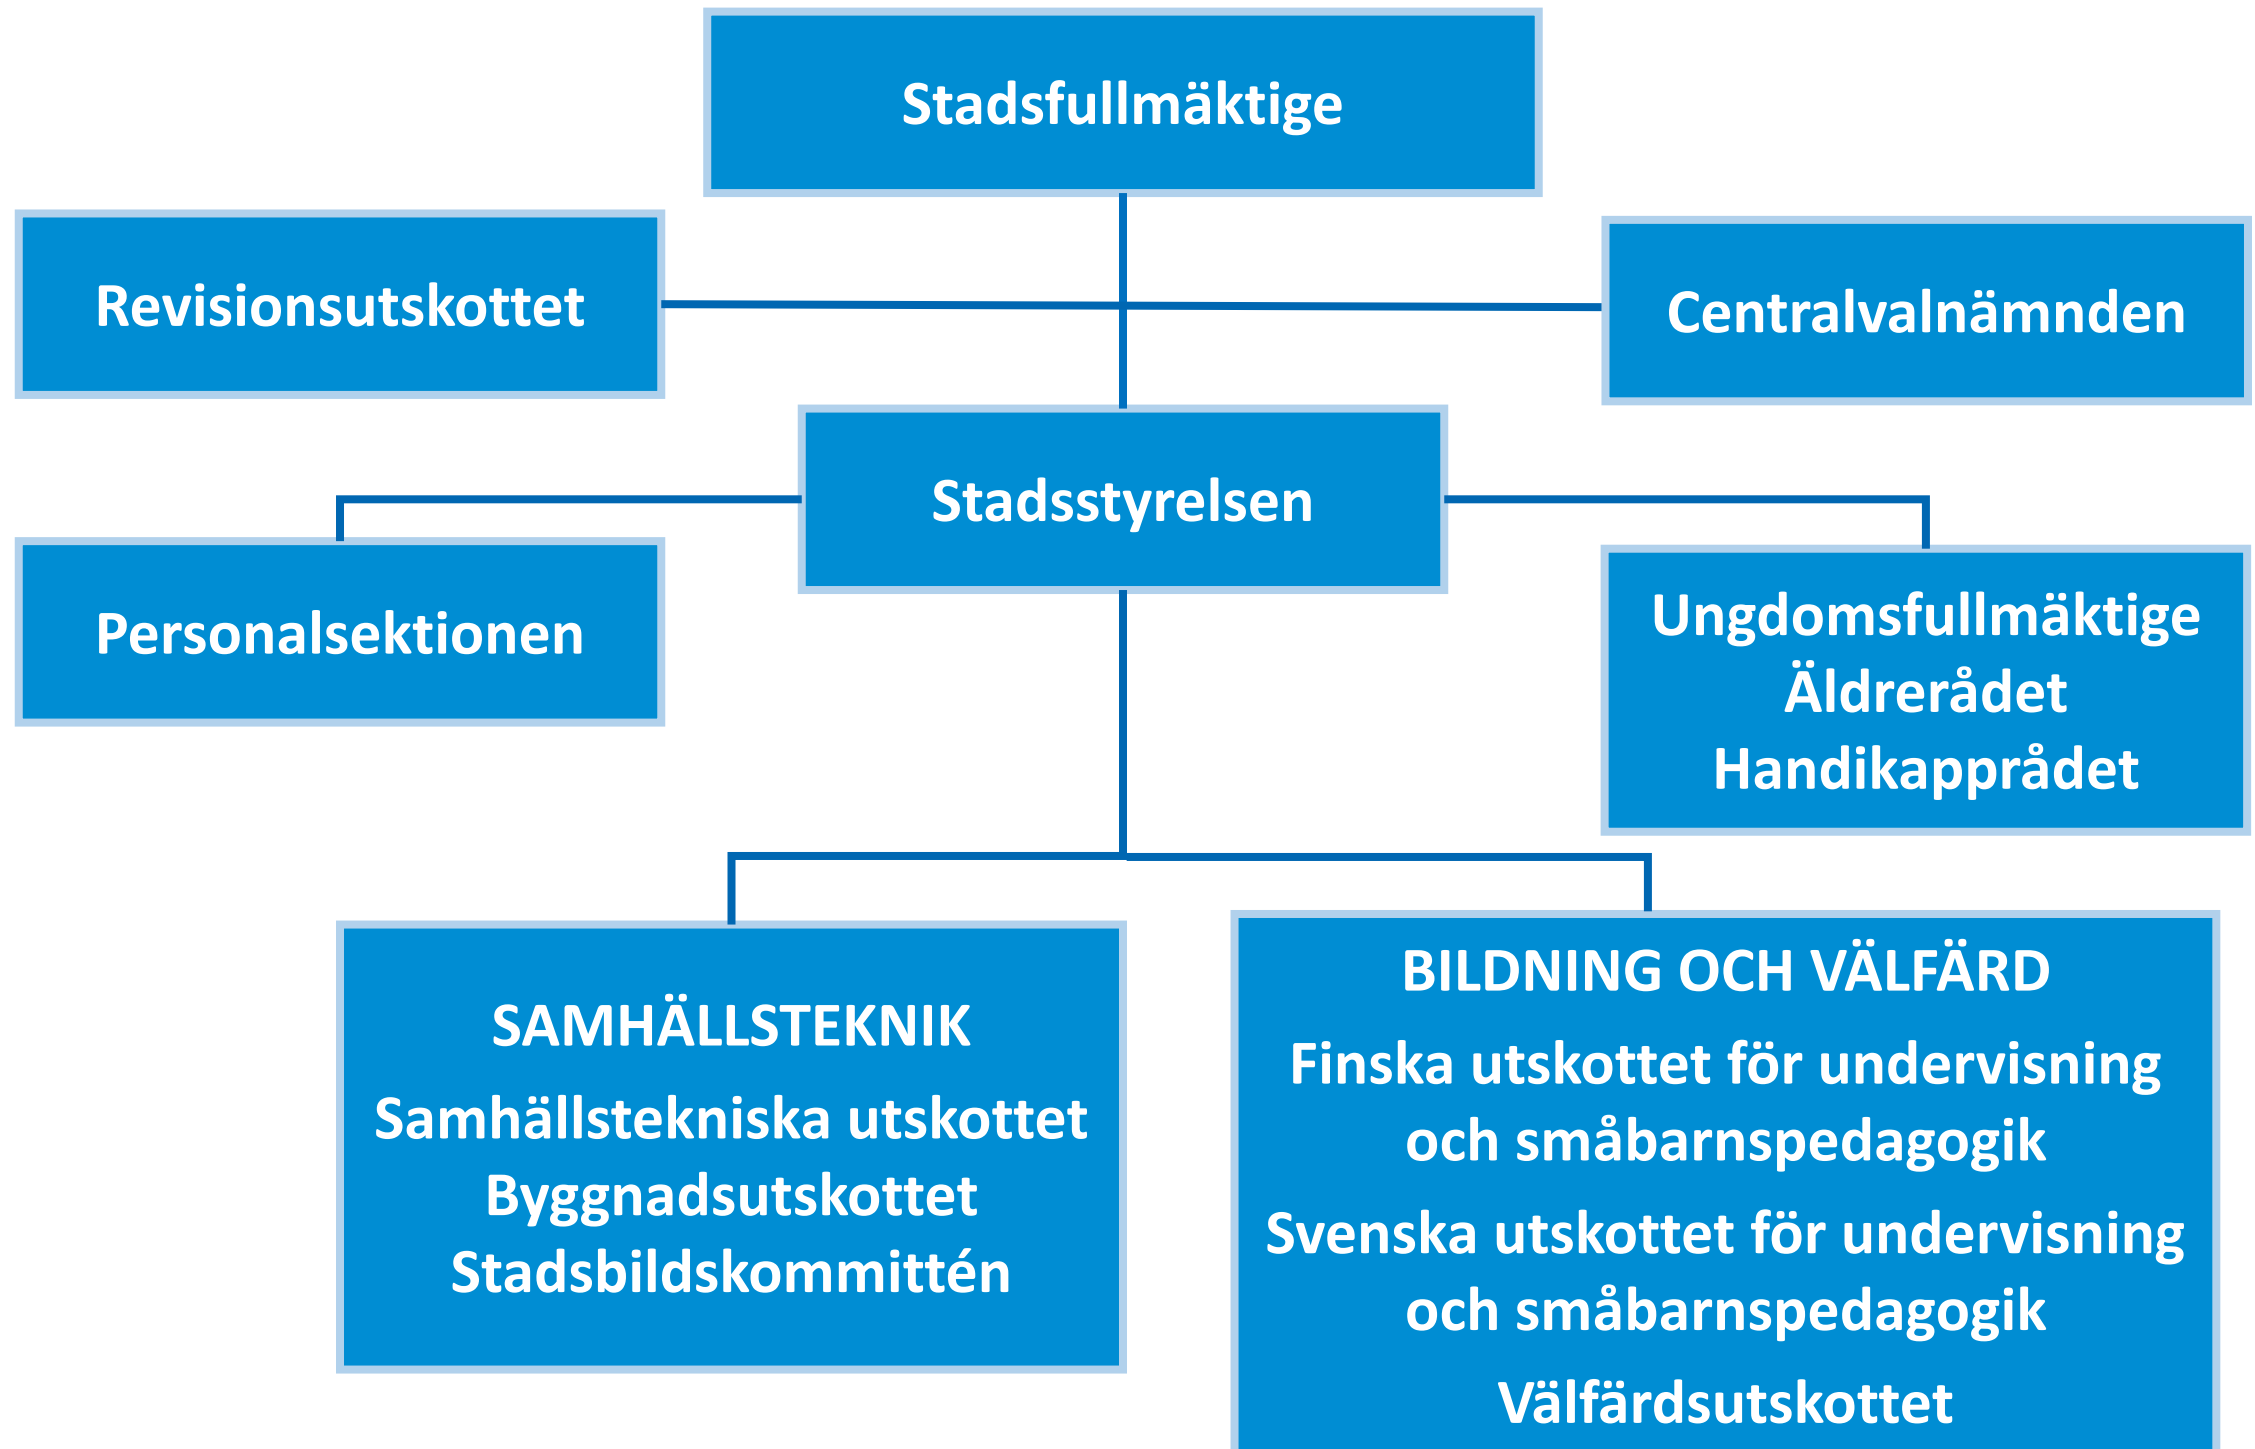 Stadsfullmäktige
Revisionsutskottet
Centralvalnämnden
Stadsstyrelsen
Personalsektionen
Ungdomsfullmäktige
Äldrerådet
Handikapprådet
SAMHÄLLSTEKNIK
Samhällstekniska utskottet
Byggnadsutskottet
Stadsbildskommittén
BILDNING OCH VÄLFÄRD
Finska utskottet för undervisning
och småbarnspedagogik
Svenska utskottet för undervisning
och småbarnspedagogik
Välfärdsutskottet